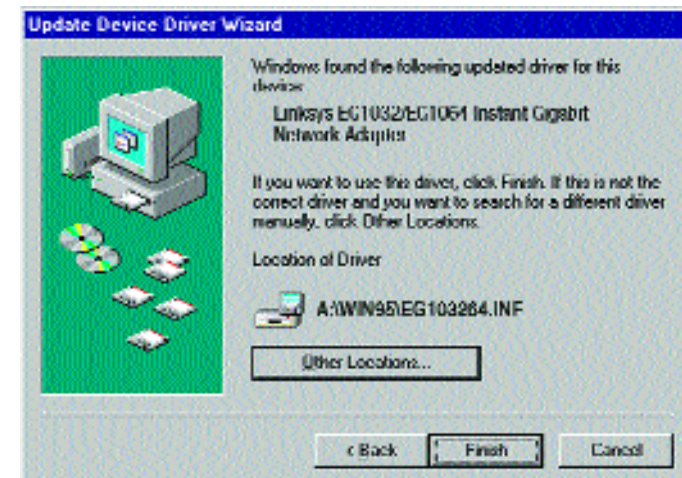 Update Device Driver Wizard
Windows found the following updated driver for this
device:
Linksys EG1032/EG1064 Instant Gigabit
Network Adapter
If you want to use this driver, click Finish. If this is not the
correct driver and you want to search for a different driver
manually, click Other Locations.
Location of Driver
A:\WIN95\EG103264.INF
Other Locations...
< Back
Finish
Cancel